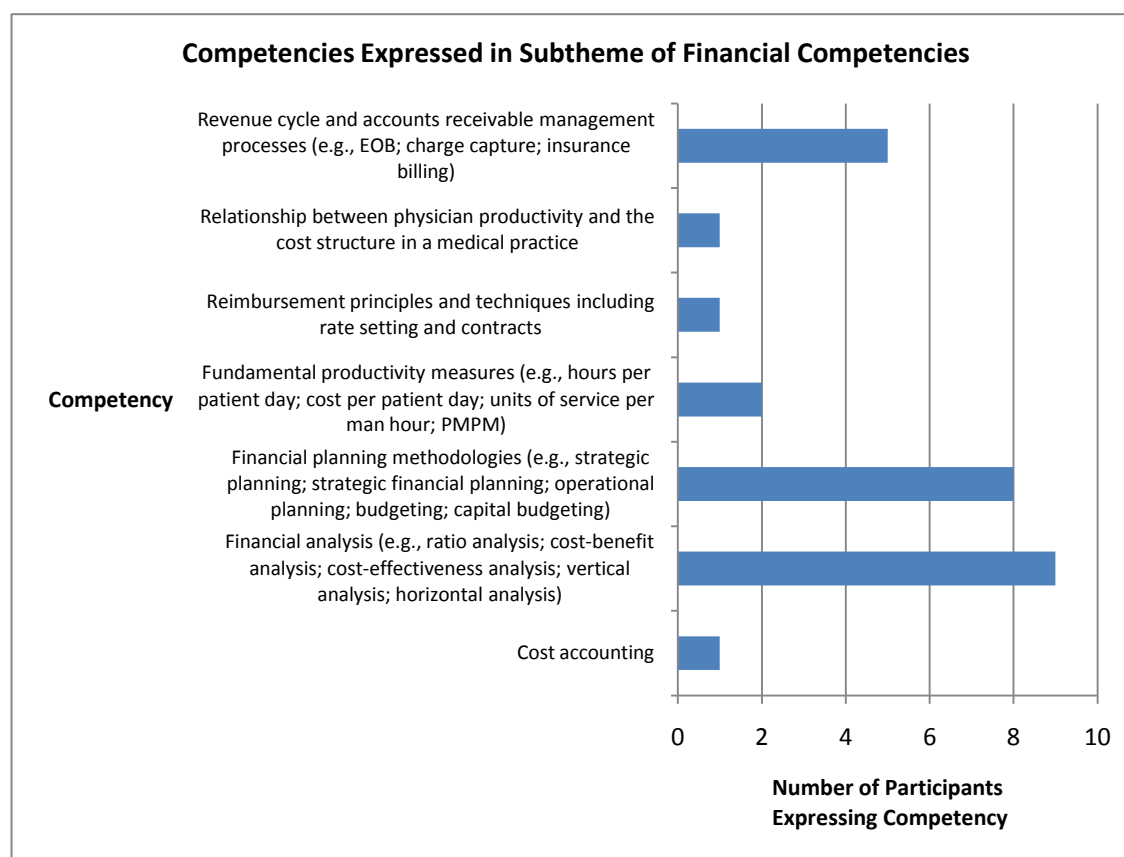 Competencies Expressed in Subtheme of Financial Competencies
Revenue cycle and accounts receivable management
processes (e.g., EOB; charge capture; insurance
billing)
Relationship between physician productivity and the
cost structure in a medical practice
Reimbursement principles and techniques including
rate setting and contracts
Competency
Fundamental productivity measures (e.g., hours per
patient day; cost per patient day; units of service per
man hour; PMPM)
Financial planning methodologies (e.g., strategic
planning; strategic financial planning; operational
planning; budgeting; capital budgeting)
Financial analysis (e.g., ratio analysis; cost-benefit
analysis; cost-effectiveness analysis; vertical
analysis; horizontal analysis)
Cost accounting
0 2 4 6 8 10
Number of Participants
Expressing Competency